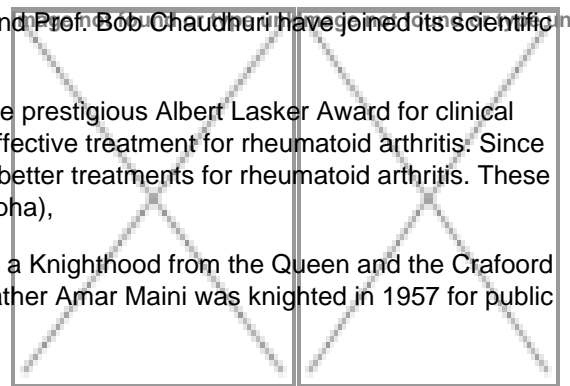 nd Prof. Bob Chaudhuri have joined its scientific
e prestigious Albert Lasker Award for clinical
ffective treatment for rheumatoid arthritis. Since
better treatments for rheumatoid arthritis. These
oha),
a Knighthood from the Queen and the Crafoord
ather Amar Maini was knighted in 1957 for public